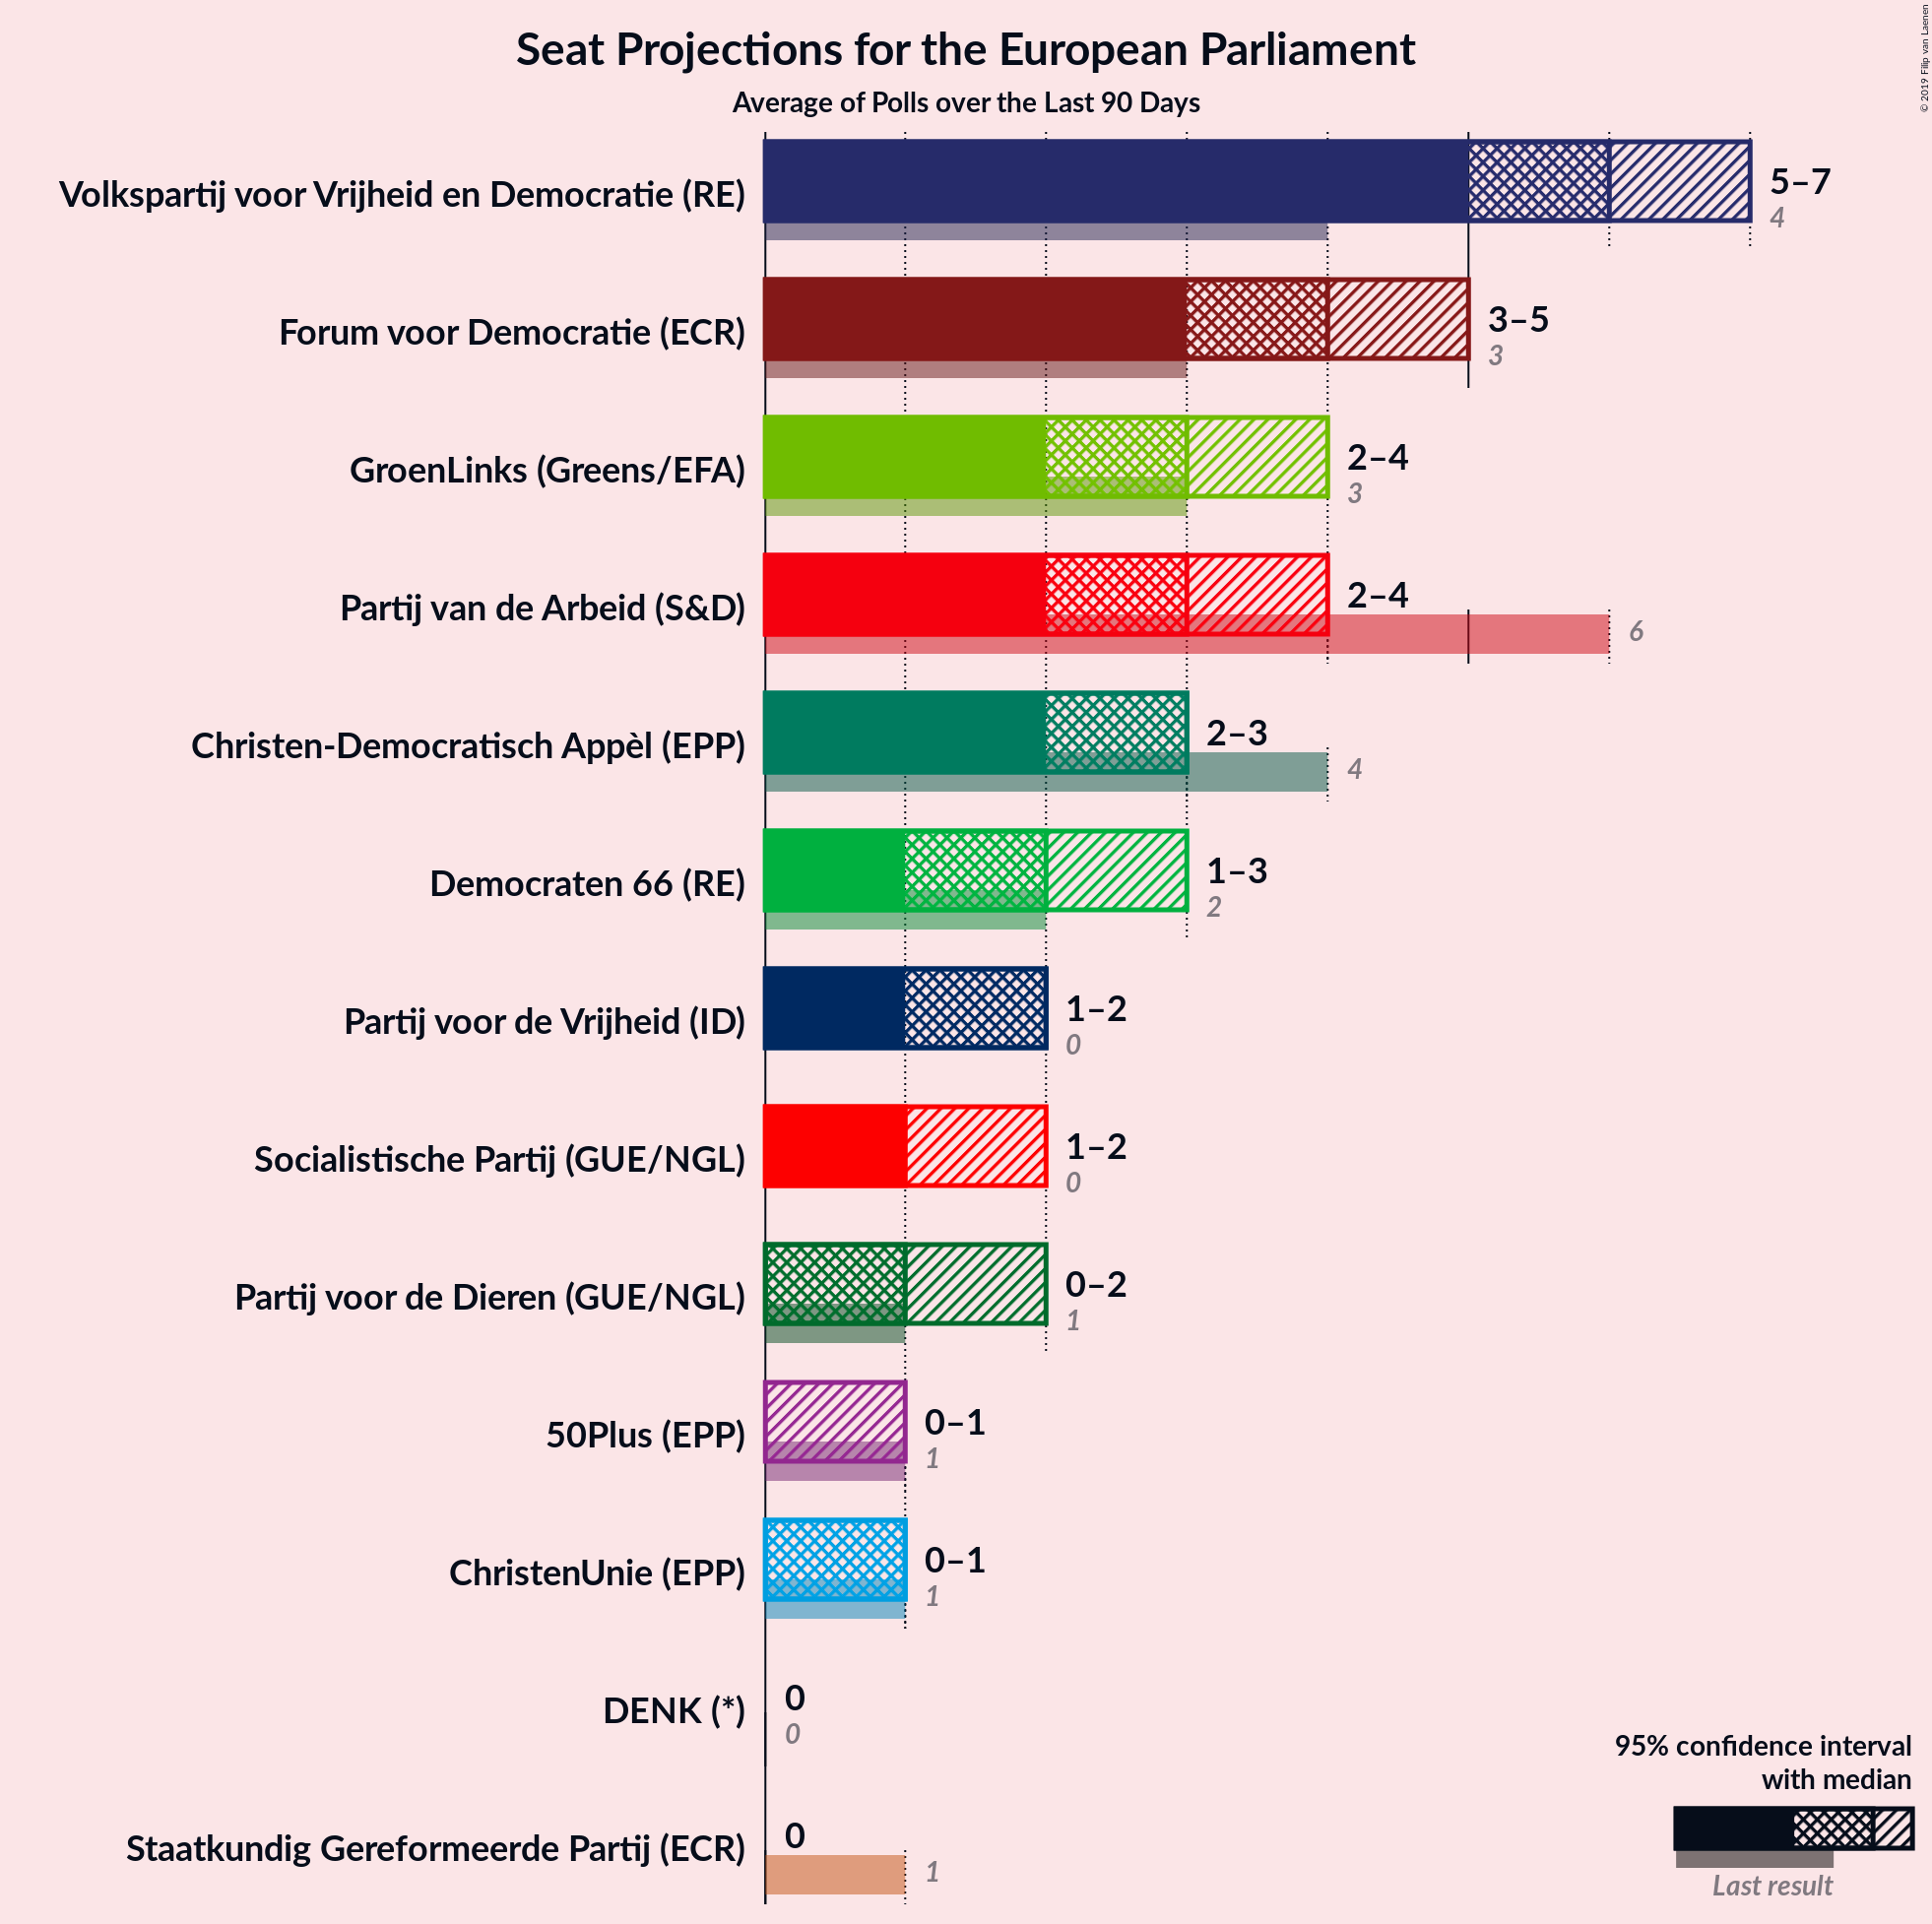 Seat Projections for the European Parliament
Average of Polls over the Last 90 Days
© 2019 Filip van Laenen
Volkspartij voor Vrijheid en Democratie (RE)
5–7
4
Forum voor Democratie (ECR)
3–5
3
GroenLinks (Greens/EFA)
2–4
3
Partij van de Arbeid (S&D)
2–4
6
Christen-Democratisch Appèl (EPP)
2–3
4
Democraten 66 (RE)
1–3
2
Partij voor de Vrijheid (ID)
1–2
0
Socialistische Partij (GUE/NGL)
1–2
0
Partij voor de Dieren (GUE/NGL)
0–2
1
50Plus (EPP)
0–1
1
ChristenUnie (EPP)
0–1
1
DENK (*)
0
0
Staatkundig Gereformeerde Partij (ECR)
0
1
95% confidence interval
with median
Last result